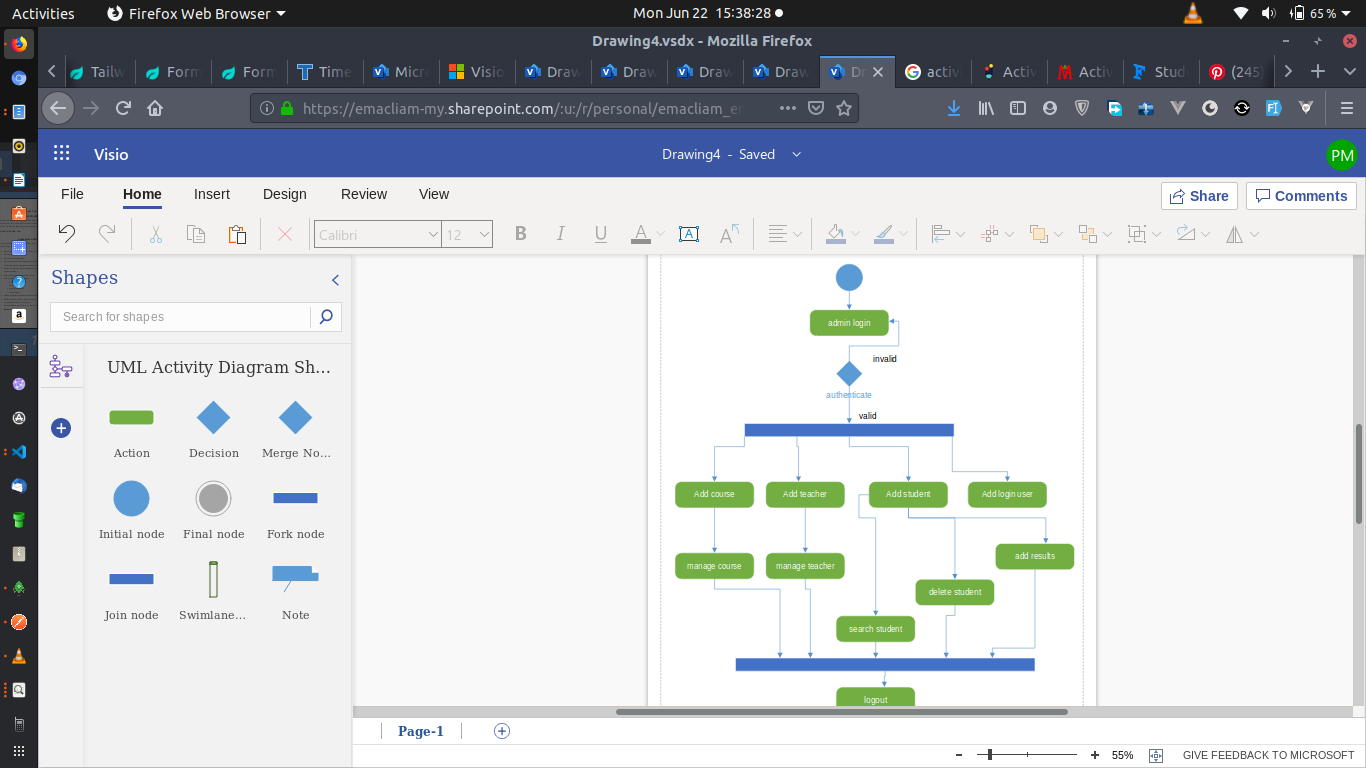 Activities
Firefox Web Browser
Mon Jun 22 15:38:28
65 %
Drawing4.vsdx - Mozilla Firefox
Tailw
Form
Form
Time
Micr
Visio
Draw
Draw
Draw
Draw
Dr
activ
Activ
Activ
Stud
(245)
https://emacliam-my.sharepoint.com/:u:/r/personal/emacliam_e
Visio
Drawing4 - Saved
PM
File
Home
Insert
Design
Review
View
Share
Comments
Calibri
12
B
I
U
A
A
A
Shapes
Search for shapes
UML Activity Diagram Sh...
Action
Decision
Merge No...
Initial node
Final node
Fork node
Join node
Swimlane...
Note
admin login
invalid
authenticate
valid
Add course
Add teacher
Add student
Add login user
add results
manage course
manage teacher
delete student
search student
logout
Page-1
55%
GIVE FEEDBACK TO MICROSOFT